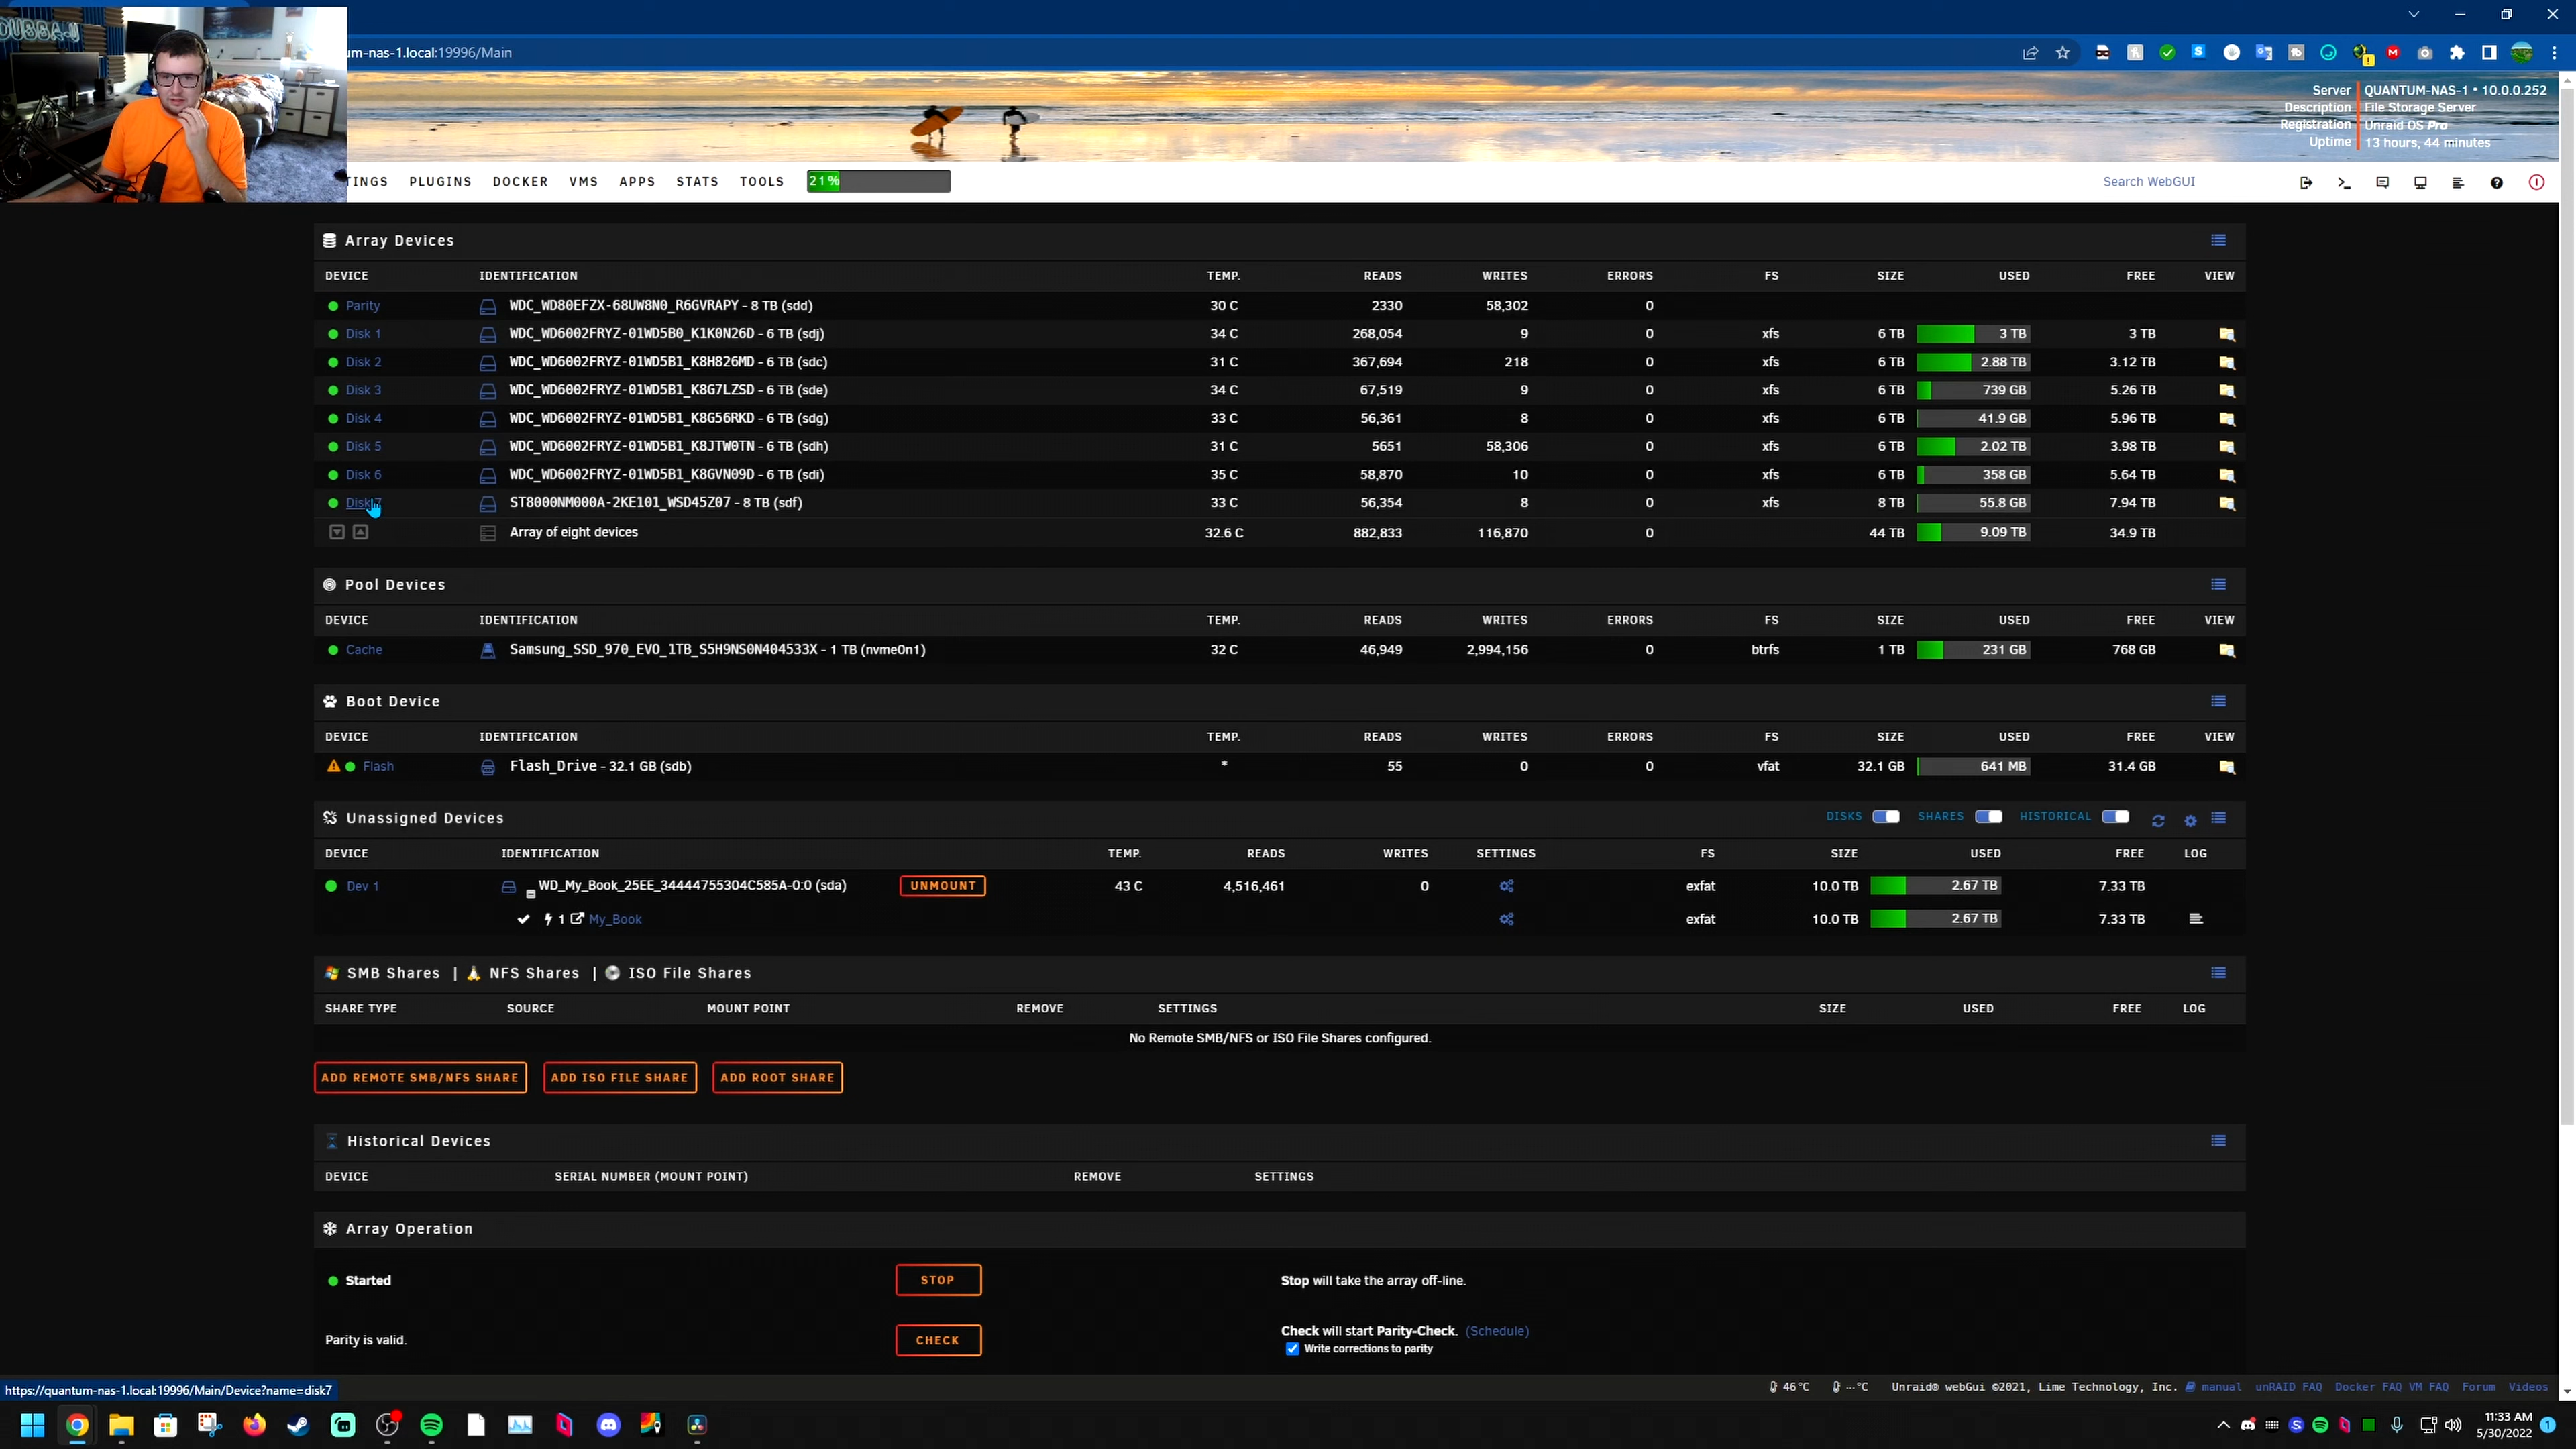 um-nas-1.local:19996/Main
Server QUANTUM-NAS-1 • 10.0.0.252
Description File Storage Server
Registration Unraid OS Pro
Uptime 13 hours, 44 minutes
TINGS PLUGINS DOCKER VMS APPS STATS TOOLS 21% Search WebGUI
Array Devices
DEVICE IDENTIFICATION TEMP. READS WRITES ERRORS FS SIZE USED FREE VIEW
Parity WDC_WD80EFZX-68UW8N0_R6GVRAPY - 8 TB (sdd) 30 C 2330 58,302 0
Disk 1 WDC_WD6002FRYZ-01WD5B0_K1K0N26D - 6 TB (sdj) 34 C 268,054 9 0 xfs 6 TB 3 TB 3 TB
Disk 2 WDC_WD6002FRYZ-01WD5B1_K8H826MD - 6 TB (sdc) 31 C 367,694 218 0 xfs 6 TB 2.88 TB 3.12 TB
Disk 3 WDC_WD6002FRYZ-01WD5B1_K8G7LZSD - 6 TB (sde) 34 C 67,519 9 0 xfs 6 TB 739 GB 5.26 TB
Disk 4 WDC_WD6002FRYZ-01WD5B1_K8G56RKD - 6 TB (sdg) 33 C 56,361 8 0 xfs 6 TB 41.9 GB 5.96 TB
Disk 5 WDC_WD6002FRYZ-01WD5B1_K8JTW0TN - 6 TB (sdh) 31 C 5651 58,306 0 xfs 6 TB 2.02 TB 3.98 TB
Disk 6 WDC_WD6002FRYZ-01WD5B1_K8GVN09D - 6 TB (sdi) 35 C 58,870 10 0 xfs 6 TB 358 GB 5.64 TB
Disk 7 ST8000NM000A-2KE101_WSD45Z07 - 8 TB (sdf) 33 C 56,354 8 0 xfs 8 TB 55.8 GB 7.94 TB
Array of eight devices 32.6 C 882,833 116,870 0 44 TB 9.09 TB 34.9 TB
Pool Devices
DEVICE IDENTIFICATION TEMP. READS WRITES ERRORS FS SIZE USED FREE VIEW
Cache Samsung_SSD_970_EVO_1TB_S5H9NS0N404533X - 1 TB (nvme0n1) 32 C 46,949 2,994,156 0 btrfs 1 TB 231 GB 768 GB
Boot Device
DEVICE IDENTIFICATION TEMP. READS WRITES ERRORS FS SIZE USED FREE VIEW
Flash Flash_Drive - 32.1 GB (sdb) * 55 0 0 vfat 32.1 GB 641 MB 31.4 GB
Unassigned Devices DISKS SHARES HISTORICAL
DEVICE IDENTIFICATION TEMP. READS WRITES SETTINGS FS SIZE USED FREE LOG
Dev 1 WD_My_Book_25EE_34444755304C585A-0:0 (sda) UNMOUNT 43 C 4,516,461 0 exfat 10.0 TB 2.67 TB 7.33 TB
1 My_Book exfat 10.0 TB 2.67 TB 7.33 TB
SMB Shares | NFS Shares | ISO File Shares
SHARE TYPE SOURCE MOUNT POINT REMOVE SETTINGS SIZE USED FREE LOG
No Remote SMB/NFS or ISO File Shares configured.
ADD REMOTE SMB/NFS SHARE ADD ISO FILE SHARE ADD ROOT SHARE
Historical Devices
DEVICE SERIAL NUMBER (MOUNT POINT) REMOVE SETTINGS
Array Operation
Started STOP Stop will take the array off-line.
Parity is valid. CHECK Check will start Parity-Check. (Schedule)
Write corrections to parity
https://quantum-nas-1.local:19996/Main/Device?name=disk7
46°C ...°C Unraid® webGui ©2021, Lime Technology, Inc. manual unRAID FAQ Docker FAQ VM FAQ Forum Videos
11:33 AM
5/30/2022 1